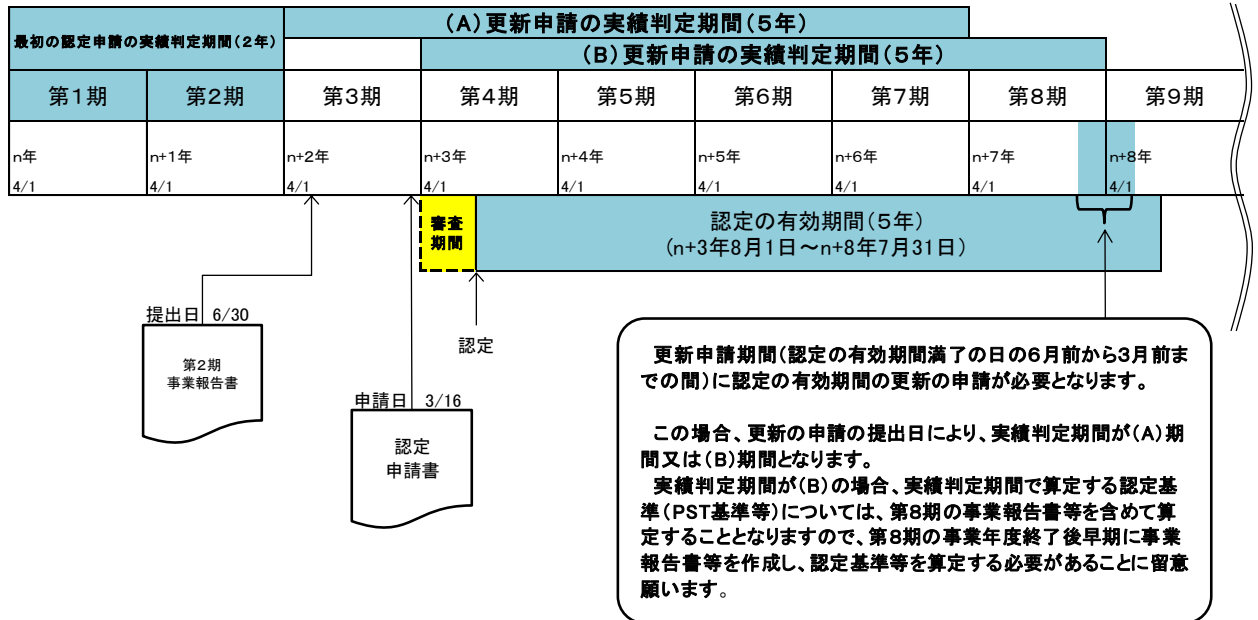 最初の認定申請の実績判定期間(2年)
(A)更新申請の実績判定期間(5年)
(B)更新申請の実績判定期間(5年)
第1期 第2期 第3期 第4期 第5期 第6期 第7期 第8期 第9期
n年 n+1年 n+2年 n+3年 n+4年 n+5年 n+6年 n+7年 n+8年
4/1 4/1 4/1 4/1 4/1 4/1 4/1 4/1 4/1
審査
期間
認定の有効期間(5年)
(n+3年8月1日~n+8年7月31日)
提出日 6/30
第2期
事業報告書
認定
申請日 3/16
認定
申請書
更新申請期間(認定の有効期間満了の日の6月前から3月前ま
での間)に認定の有効期間の更新の申請が必要となります。
この場合、更新の申請の提出日により、実績判定期間が(A)期
間又は(B)期間となります。
実績判定期間が(B)の場合、実績判定期間で算定する認定基
準(PST基準等)については、第8期の事業報告書等を含めて算
定することとなりますので、第8期の事業年度終了後早期に事業
報告書等を作成し、認定基準等を算定する必要があることに留意
願います。